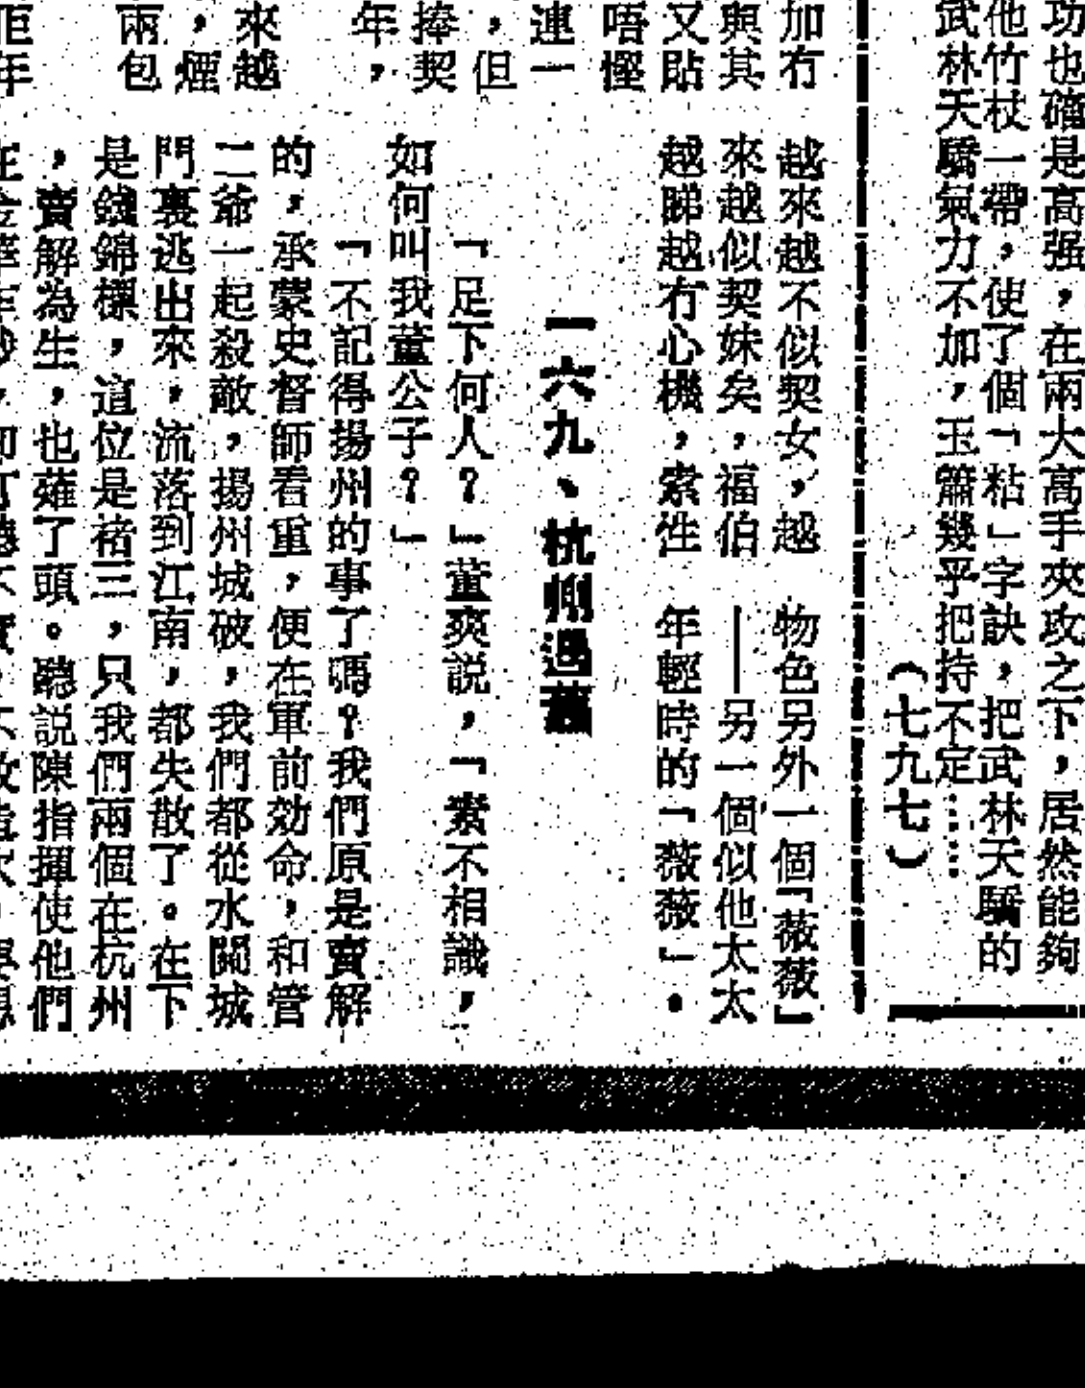 功也確是高强，在兩大高手夾攻之下，居然能夠
他竹杖一帶，使了個「粘」字訣，把武林天驕的
武林天驕氣力不加，玉簫幾乎把持不定……
（七九七）
加冇
與其
又貼
唔慳
連一
，但
捧契
年，
來越
，煙
兩包
越來越不似契女，越
來越似契妹矣，福伯
越睇越冇心機，索性
物色另外一個「薇薇」
——另一個似他太太
年輕時的「薇薇」。
一六九、杭州遇舊
「足下何人？」董爽説，「素不相識，
如何叫我董公子？」
「不記得揚州的事了嗎？我們原是賣解
的，承蒙史督師看重，便在軍前効命，和管
二爺一起殺敵，揚州城破，我們都從水關城
門裏逃出來，流落到江南，都失散了。在下
是錢錦標，這位是褚三，只我們兩個在杭州
，賣解為生，也薙了頭。聽説陳指揮使他們